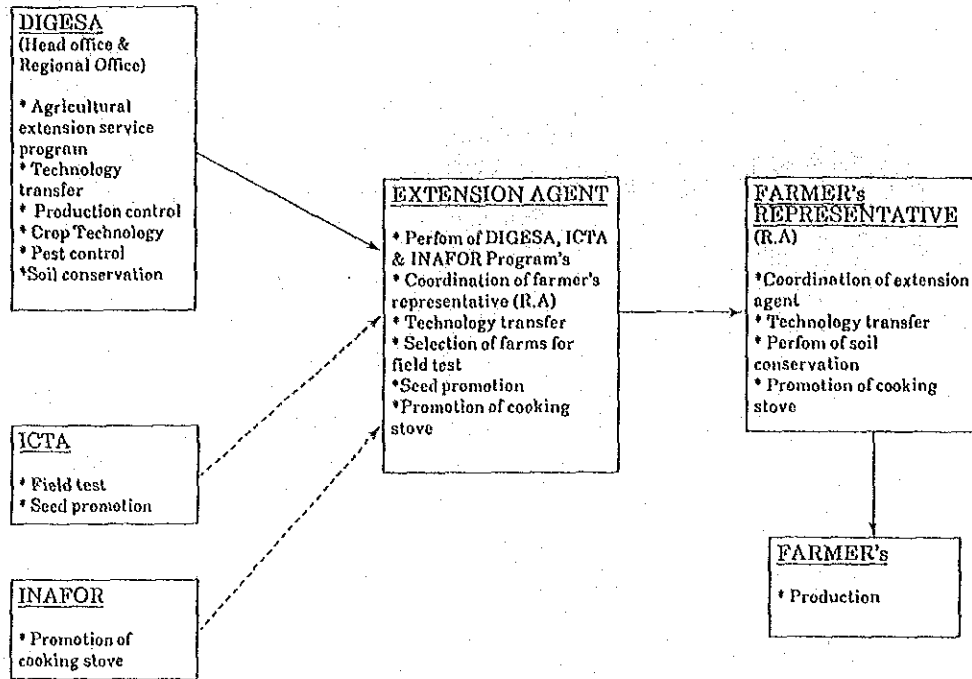 DIGESA
(Head office &
Regional Office)
* Agricultural
extension service
program
* Technology
transfer
* Production control
* Crop Technology
* Pest control
*Soil conservation
ICTA
* Field test
* Seed promotion
INAFOR
* Promotion of
cooking stove
EXTENSION AGENT
* Perfom of DIGESA, ICTA
& INAFOR Program's
* Coordination of farmer's
representative (R.A)
* Technology transfer
* Selection of farms for
field test
*Seed promotion
*Promotion of cooking
stove
FARMER's
REPRESENTATIVE
(R.A)
*Coordination of extension
agent
* Technology transfer
* Perfom of soil
conservation
* Promotion of cooking
stove
FARMER's
* Production